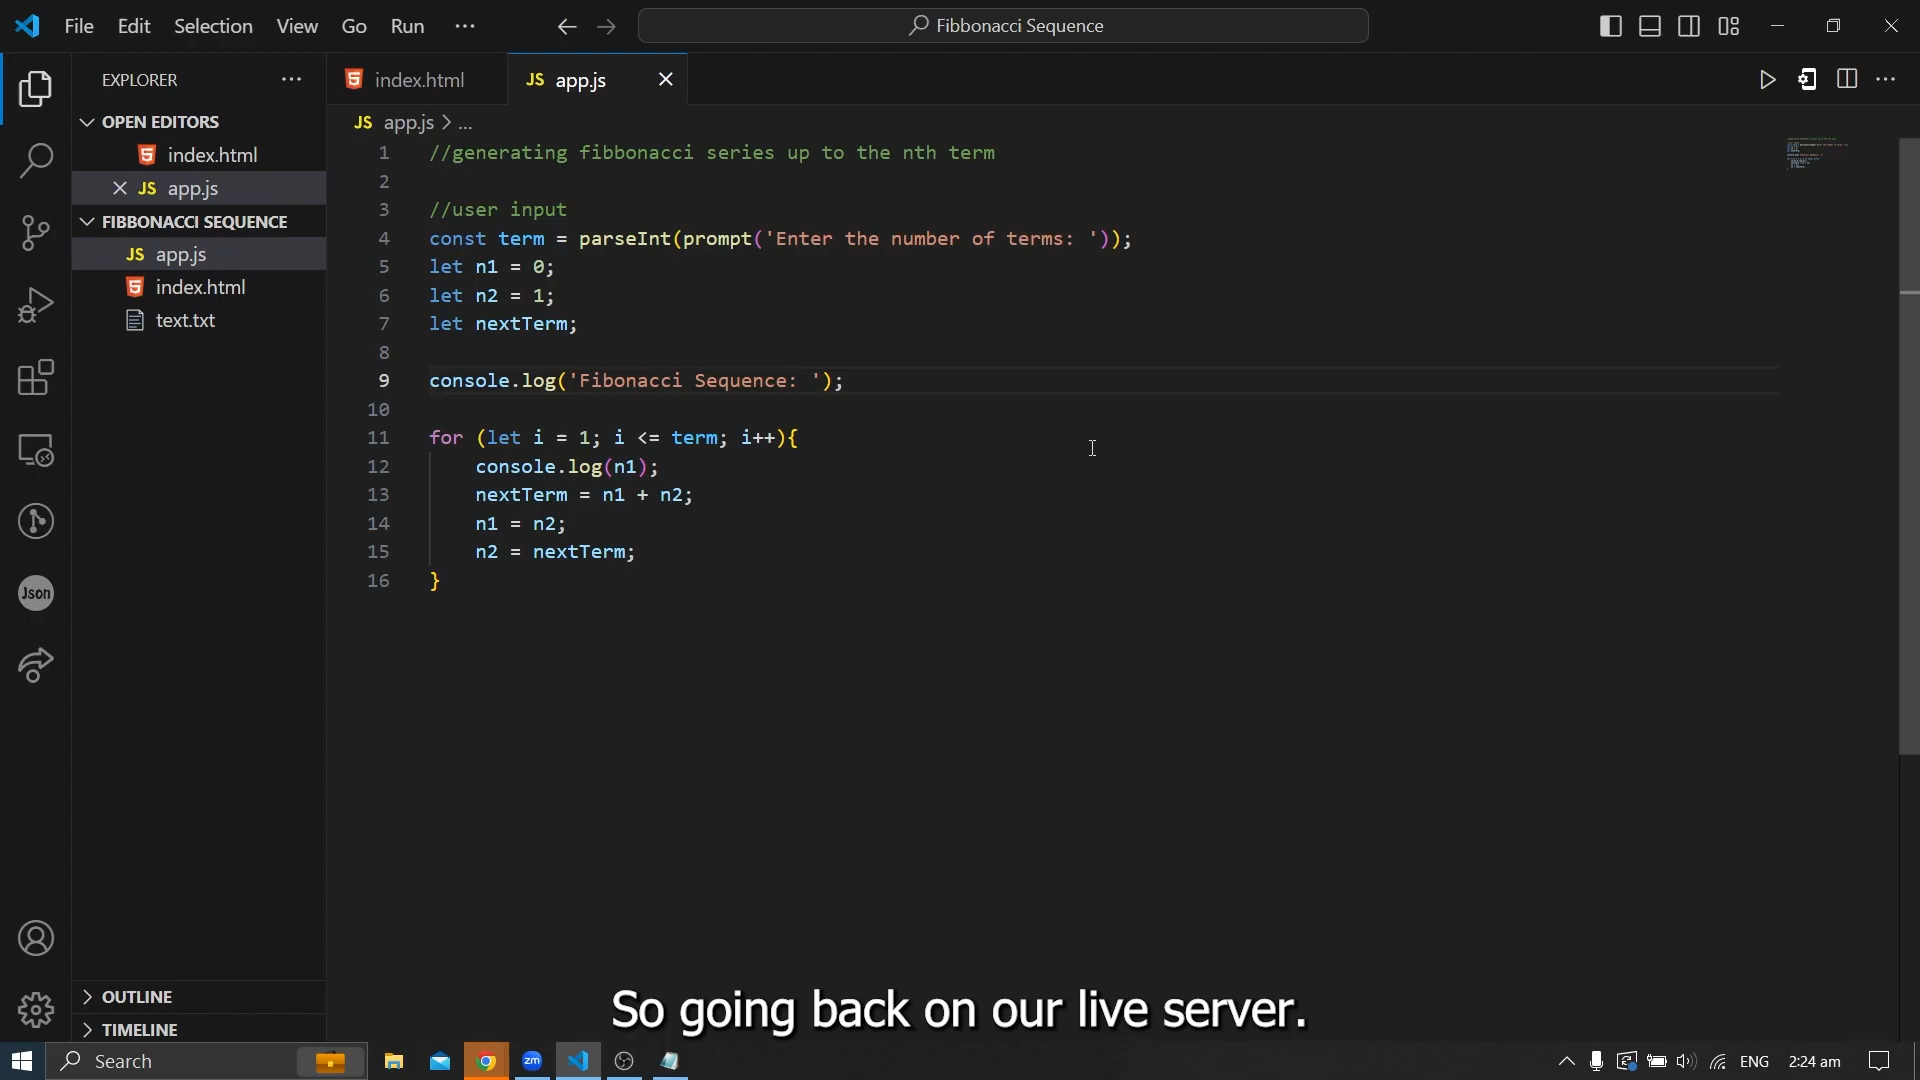 File Edit Selection View Go Run ...
Fibbonacci Sequence
EXPLORER ...
index.html
JS app.js
OPEN EDITORS
index.html
JS app.js
FIBBONACCI SEQUENCE
JS app.js
index.html
text.txt
OUTLINE
TIMELINE
Json
JS app.js > ...
1 //generating fibbonacci series up to the nth term
2
3 //user input
4 const term = parseInt(prompt('Enter the number of terms: '));
5 let n1 = 0;
6 let n2 = 1;
7 let nextTerm;
8
9 console.log('Fibonacci Sequence: ');
10
11 for (let i = 1; i <= term; i++){
12 console.log(n1);
13 nextTerm = n1 + n2;
14 n1 = n2;
15 n2 = nextTerm;
16 }
So going back on our live server.
Search
zm
ENG 2:24 am